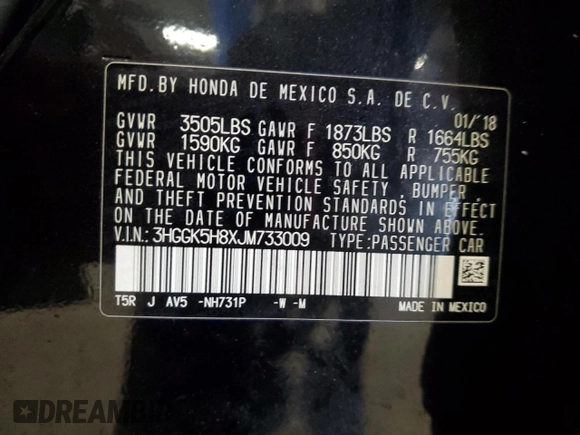 MFD. BY HONDA DE MEXICO S.A. DE C.V.
01/'18
GVWR 3505LBS GAWR F 1873LBS R 1664LBS
GVWR 1590KG GAWR F 850KG R 755KG
THIS VEHICLE CONFORMS TO ALL APPLICABLE
FEDERAL MOTOR VEHICLE SAFETY, BUMPER,
AND THEFT PREVENTION STANDARDS IN EFFECT
ON THE DATE OF MANUFACTURE SHOWN ABOVE.
V.I.N.: 3HGGK5H8XJM733009 TYPE: PASSENGER CAR
T5R J AV5 -NH731P -W -M
MADE IN MEXICO